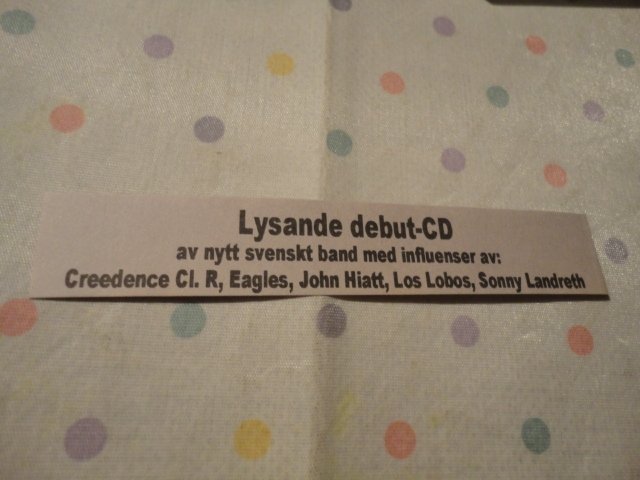 Lysande debut-CD
av nytt svenskt band med influenser av:
Creedence Cl. R, Eagles, John Hiatt, Los Lobos, Sonny Landreth